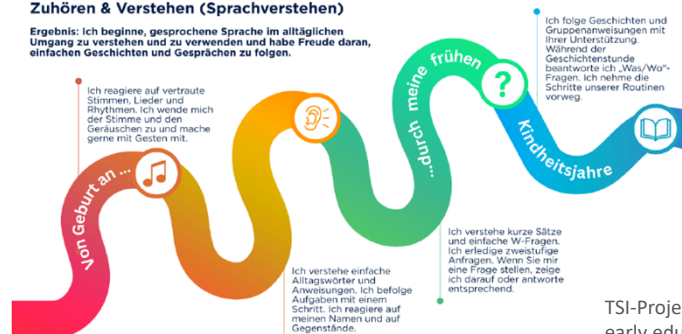 Zuhören & Verstehen (Sprachverstehen)
Ergebnis: Ich beginne, gesprochene Sprache im alltäglichen
Umgang zu verstehen und zu verwenden und habe Freude daran,
einfachen Geschichten und Gesprächen zu folgen.
Von Geburt an ...
Ich reagiere auf vertraute
Stimmen, Lieder und
Rhythmen. Ich wende mich
der Stimme und den
Geräuschen zu und mache
gerne mit Gesten mit.
Ich verstehe einfache
Alltagswörter und
Anweisungen. Ich befolge
Aufgaben mit einem
Schritt. Ich reagiere auf
meinen Namen und auf
Gegenstände.
...durch meine frühen
?
Kindheitsjahre
Ich verstehe kurze Sätze
und einfache W-Fragen.
Ich erledige zweistufige
Anfragen. Wenn Sie mir
eine Frage stellen, zeige
ich darauf oder antworte
entsprechend.
Ich folge Geschichten und
Gruppenanweisungen mit
Ihrer Unterstützung.
Während der
Geschichtenstunde
beantworte ich „Was/Wo"-
Fragen. Ich nehme die
Schritte unserer Routinen
vorweg.
TSI-Proje
early edu